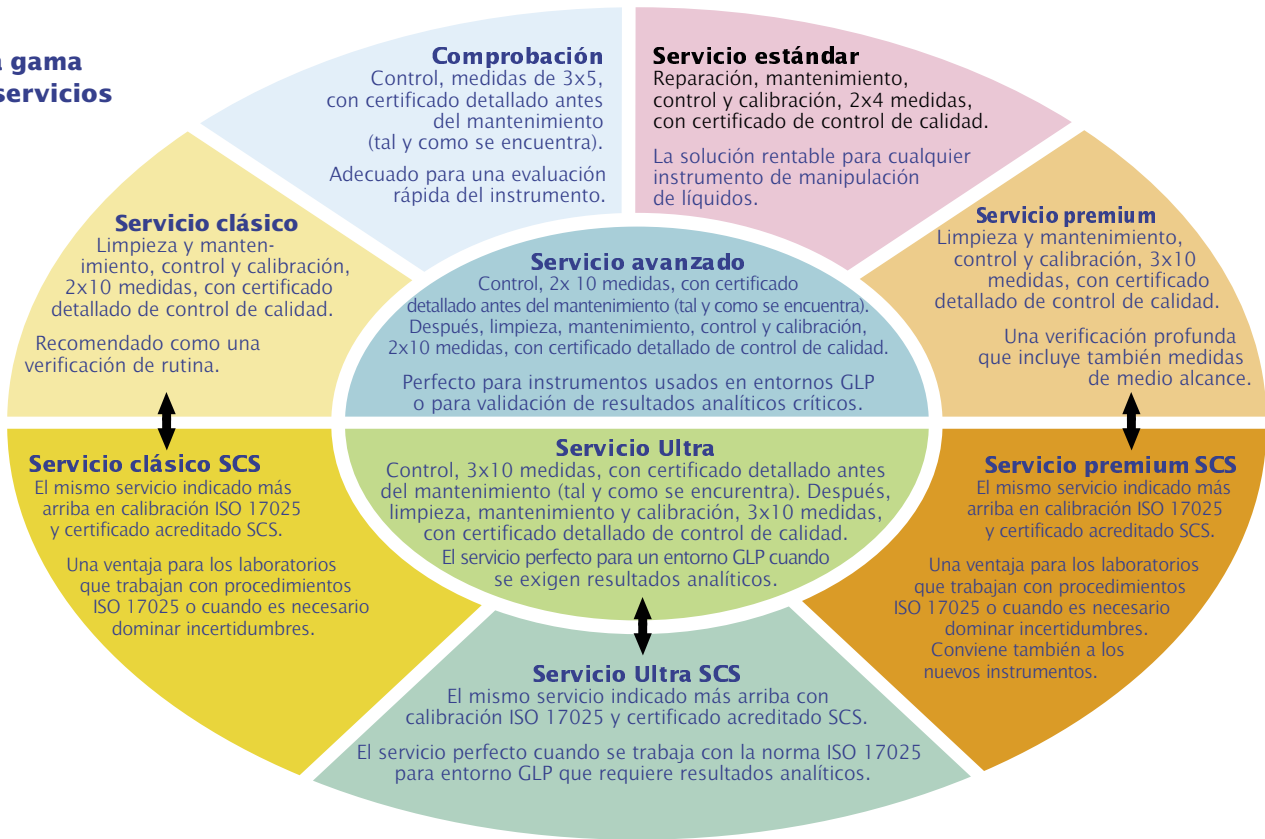 gama
servicios
Comprobación
Control, medidas de 3x5,
con certificado detallado antes
del mantenimiento
(tal y como se encuentra).
Adecuado para una evaluación
rápida del instrumento.
Servicio estándar
Reparación, mantenimiento,
control y calibración, 2x4 medidas,
con certificado de control de calidad.
La solución rentable para cualquier
instrumento de manipulación
de líquidos.
Servicio clásico
Limpieza y manten-
imiento, control y calibración,
2x10 medidas, con certificado
detallado de control de calidad.
Recomendado como una
verificación de rutina.
Servicio avanzado
Control, 2x 10 medidas, con certificado
detallado antes del mantenimiento (tal y como se encuentra).
Después, limpieza, mantenimiento, control y calibración,
2x10 medidas, con certificado detallado de control de calidad.
Perfecto para instrumentos usados en entornos GLP
o para validación de resultados analíticos críticos.
Servicio premium
Limpieza y mantenimiento,
control y calibración, 3x10
medidas, con certificado
detallado de control de calidad.
Una verificación profunda
que incluye también medidas
de medio alcance.
Servicio clásico SCS
El mismo servicio indicado más
arriba en calibración ISO 17025
y certificado acreditado SCS.
Una ventaja para los laboratorios
que trabajan con procedimientos
ISO 17025 o cuando es necesario
dominar incertidumbres.
Servicio Ultra
Control, 3x10 medidas, con certificado detallado antes
del mantenimiento (tal y como se encurentra). Después,
limpieza, mantenimiento y calibración, 3x10 medidas,
con certificado detallado de control de calidad.
El servicio perfecto para un entorno GLP cuando
se exigen resultados analíticos.
Servicio premium SCS
El mismo servicio indicado más
arriba en calibración ISO 17025
y certificado acreditado SCS.
Una ventaja para los laboratorios
que trabajan con procedimientos
ISO 17025 o cuando es necesario
dominar incertidumbres.
Conviene también a los
nuevos instrumentos.
Servicio Ultra SCS
El mismo servicio indicado más arriba con
calibración ISO 17025 y certificado acreditado SCS.
El servicio perfecto cuando se trabaja con la norma ISO 17025
para entorno GLP que requiere resultados analíticos.